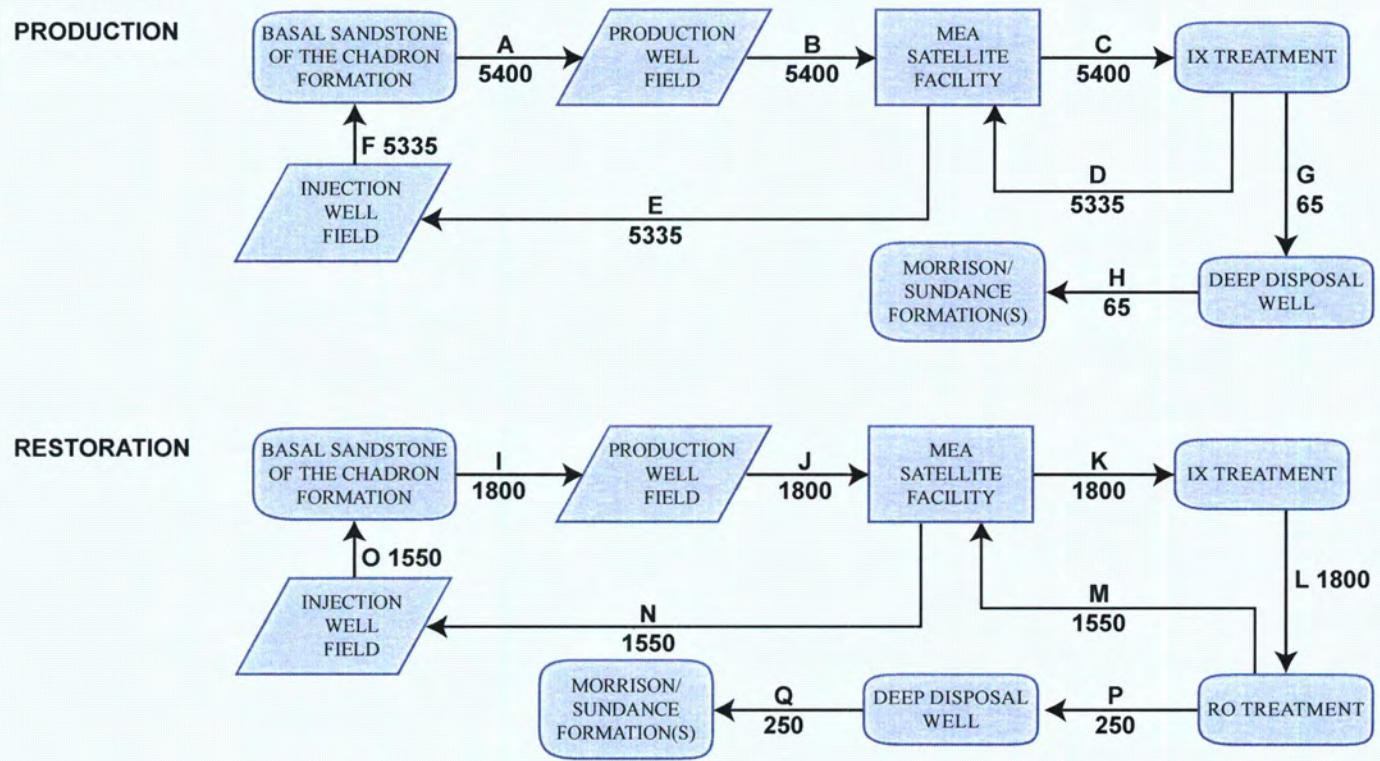 PRODUCTION
BASAL SANDSTONE
OF THE CHADRON
FORMATION
A
5400
PRODUCTION
WELL
FIELD
B
5400
MEA
SATELLITE
FACILITY
C
5400
IX TREATMENT
F 5335
INJECTION
WELL
FIELD
E
5335
D
5335
G
65
MORRISON/
SUNDANCE
FORMATION(S)
H
65
DEEP DISPOSAL
WELL
RESTORATION
BASAL SANDSTONE
OF THE CHADRON
FORMATION
I
1800
PRODUCTION
WELL
FIELD
J
1800
MEA
SATELLITE
FACILITY
K
1800
IX TREATMENT
O 1550
INJECTION
WELL
FIELD
N
1550
M
1550
L 1800
MORRISON/
SUNDANCE
FORMATION(S)
Q
250
DEEP DISPOSAL
WELL
P
250
RO TREATMENT